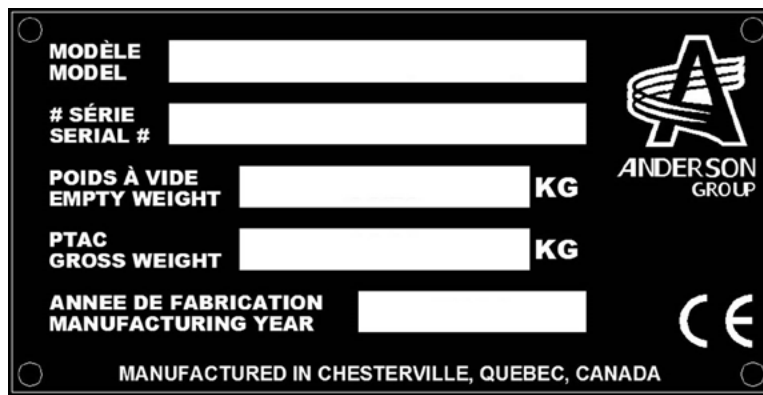 MODÈLE
MODEL
# SÉRIE
SERIAL #
POIDS À VIDE
EMPTY WEIGHT
KG
PTAC
GROSS WEIGHT
KG
ANNEE DE FABRICATION
MANUFACTURING YEAR
A
ANDERSON
GROUP
CE
MANUFACTURED IN CHESTERVILLE, QUEBEC, CANADA